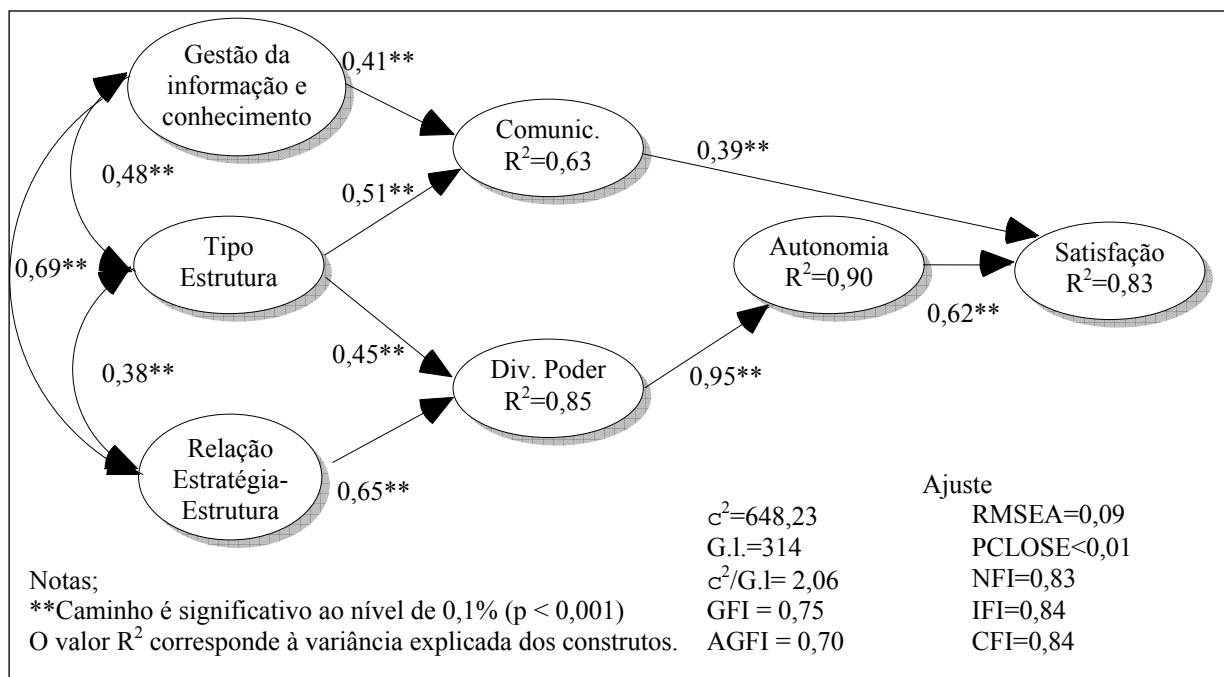 Gestão da
informação e
conhecimento
0,41**
Comunic.
R²=0,63
0,39**
0,48**
0,51**
Tipo
Estrutura
0,69**
Autonomia
R²=0,90
Satisfação
R²=0,83
0,62**
0,45**
0,38**
Div. Poder
R²=0,85
0,95**
Relação
Estratégia-
Estrutura
0,65**
Ajuste
c²=648,23
G.l.=314
c²/G.l= 2,06
GFI = 0,75
AGFI = 0,70
RMSEA=0,09
PCLOSE<0,01
NFI=0,83
IFI=0,84
CFI=0,84
Notas;
**Caminho é significativo ao nível de 0,1% (p < 0,001)
O valor R² corresponde à variância explicada dos construtos.